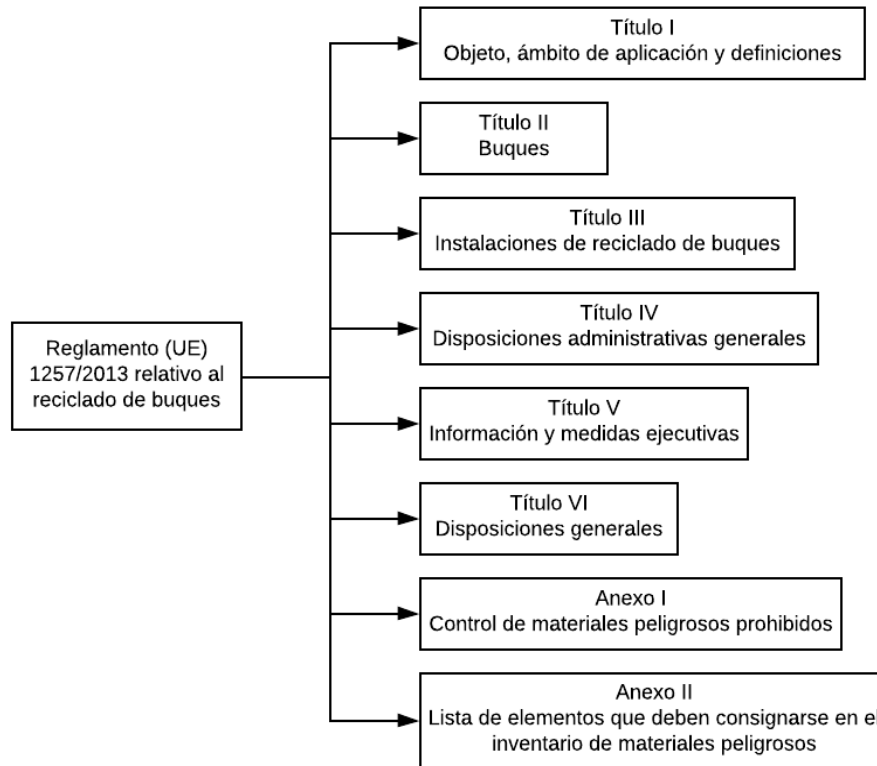 Título I
Objeto, ámbito de aplicación y definiciones
Título II
Buques
Título III
Instalaciones de reciclado de buques
Título IV
Disposiciones administrativas generales
Reglamento (UE)
1257/2013 relativo al
reciclado de buques
Título V
Información y medidas ejecutivas
Título VI
Disposiciones generales
Anexo I
Control de materiales peligrosos prohibidos
Anexo II
Lista de elementos que deben consignarse en el
inventario de materiales peligrosos